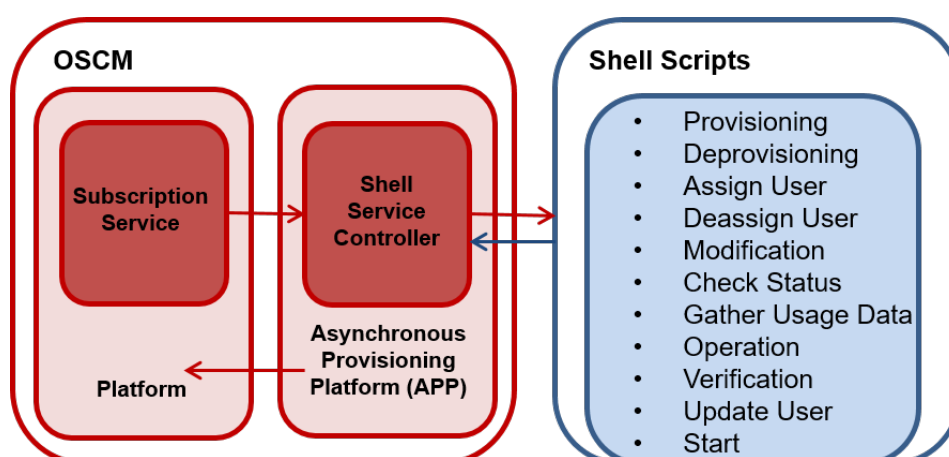 OSCM
Subscription
Service
Platform
Shell
Service
Controller
Asynchronous
Provisioning
Platform (APP)
Shell Scripts
• Provisioning
• Deprovisioning
• Assign User
• Deassign User
• Modification
• Check Status
• Gather Usage Data
• Operation
• Verification
• Update User
• Start